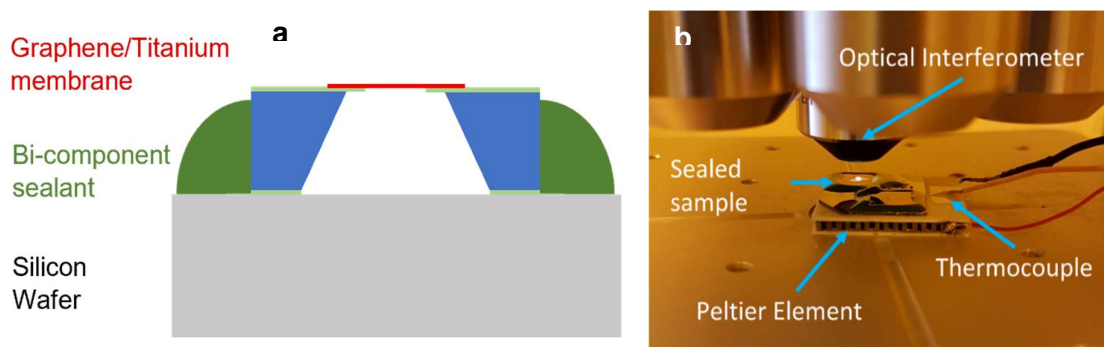 a
Graphene/Titanium
membrane
Bi-component
sealant
Silicon
Wafer
b
Optical Interferometer
Sealed
sample
Thermocouple
Peltier Element